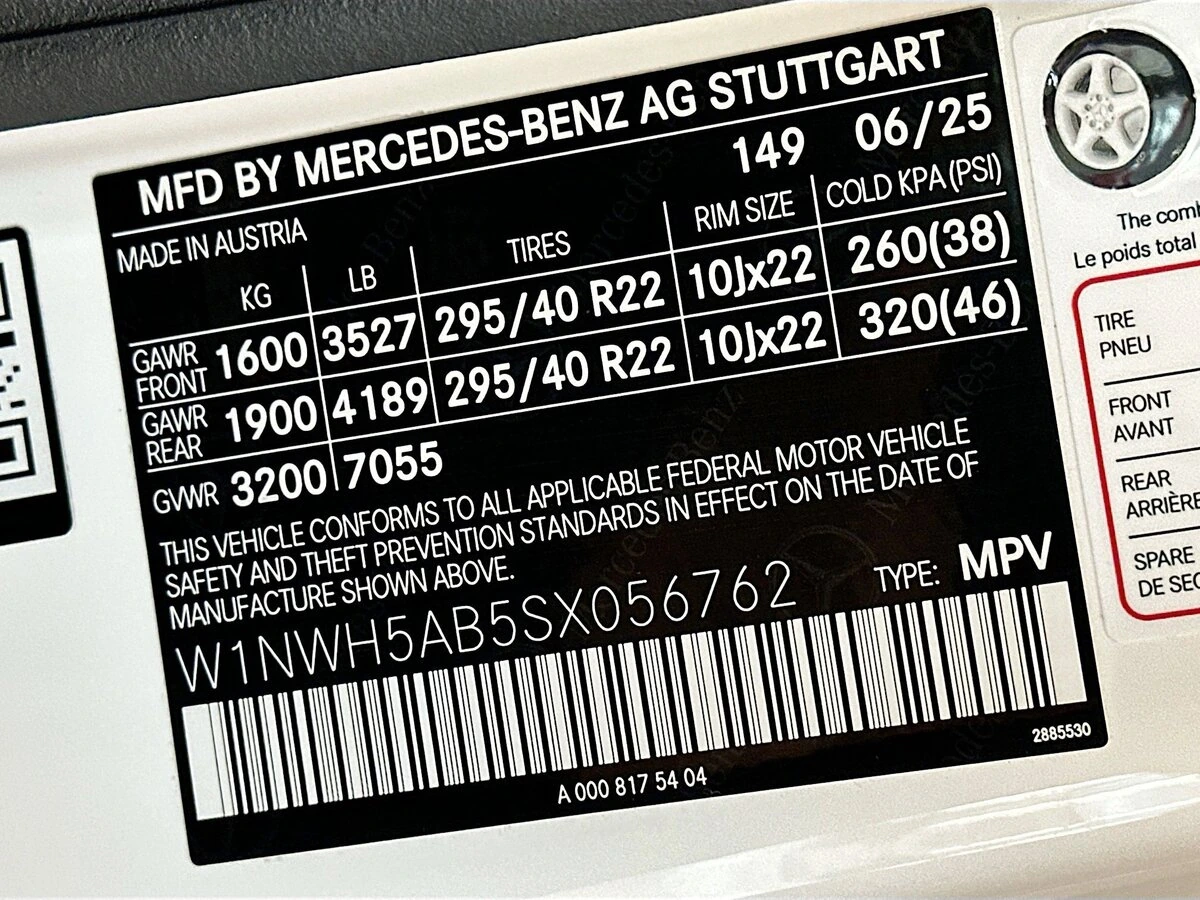 MFD BY MERCEDES-BENZ AG STUTTGART
149 06/25
MADE IN AUSTRIA
KG LB TIRES RIM SIZE COLD KPA (PSI)
GAWR FRONT 1600 3527 295/40 R22 10Jx22 260(38)
GAWR REAR 1900 4189 295/40 R22 10Jx22 320(46)
GVWR 3200 7055
THIS VEHICLE CONFORMS TO ALL APPLICABLE FEDERAL MOTOR VEHICLE
SAFETY AND THEFT PREVENTION STANDARDS IN EFFECT ON THE DATE OF
MANUFACTURE SHOWN ABOVE.
W1NWH5AB5SX056762 TYPE: MPV
2885530
A 000 817 54 04
The
Le poids total
TIRE
PNEU
FRONT
AVANT
REAR
ARRIÈRE
SPARE
DE